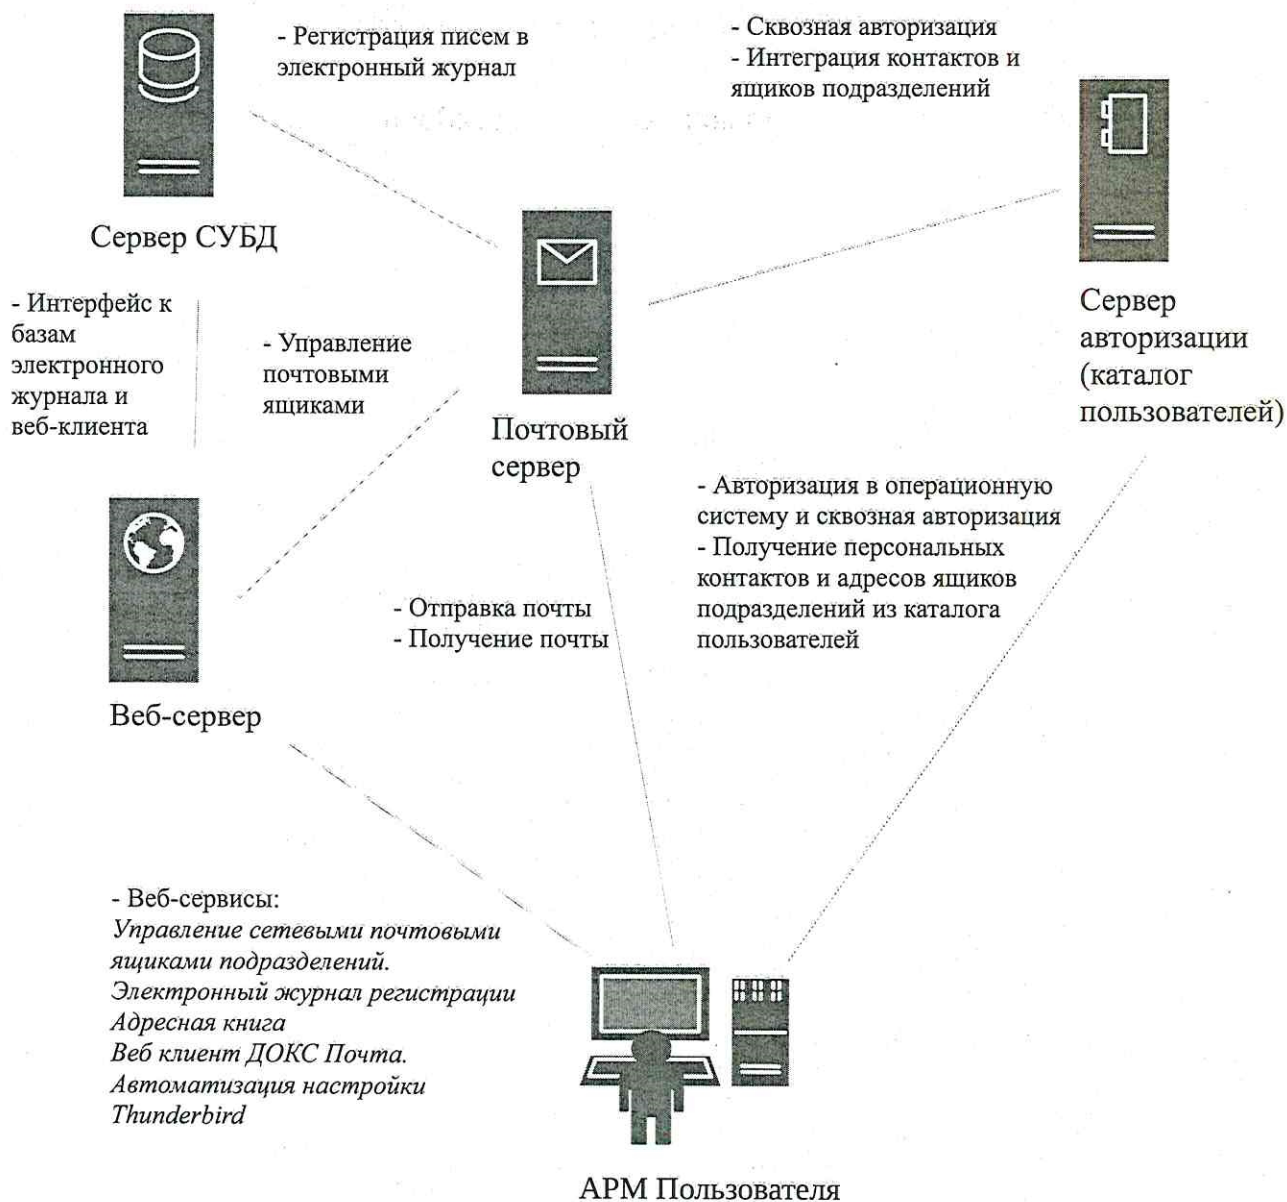 - Регистрация писем в
электронный журнал
- Сквозная авторизация
- Интеграция контактов и
ящиков подразделений
Сервер СУБД
- Интерфейс к
базам
электронного
журнала и
веб-клиента
- Управление
почтовыми
ящиками
Почтовый
сервер
Сервер
авторизации
(каталог
пользователей)
- Авторизация в операционную
систему и сквозная авторизация
- Получение персональных
контактов и адресов ящиков
подразделений из каталога
пользователей
- Отправка почты
- Получение почты
Веб-сервер
- Веб-сервисы:
Управление сетевыми почтовыми
ящиками подразделений.
Электронный журнал регистрации
Адресная книга
Веб клиент ДОКС Почта.
Автоматизация настройки
Thunderbird
АРМ Пользователя